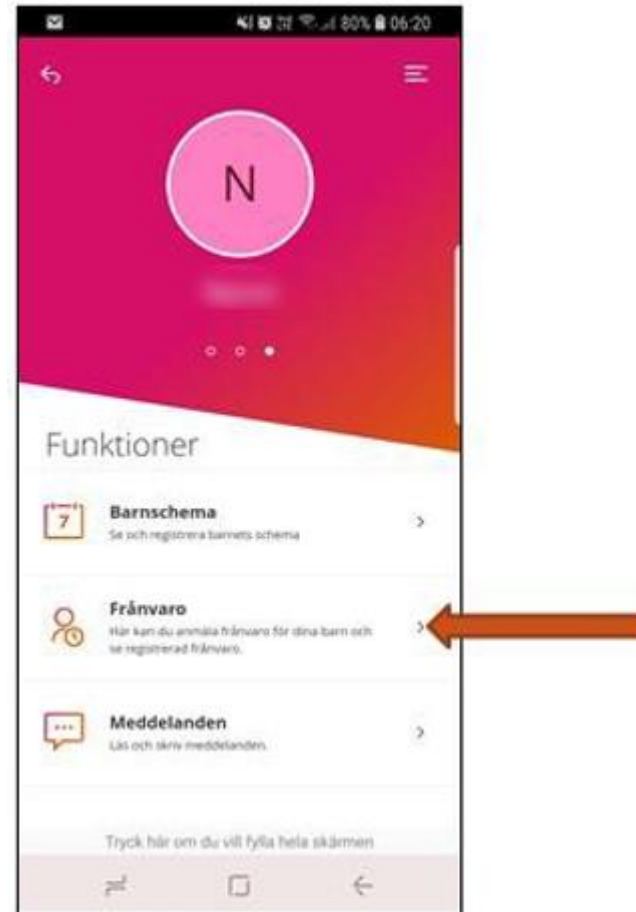 80% 06:20
N
Funktioner
7
Barnschema
Se och registrera barnets schema
Frånvaro
Här kan du anmäla frånvaro för dina barn och
se registrerad frånvaro.
Meddelanden
Läs och skriv meddelanden.
Tryck här om du vill fylla hela skärmen